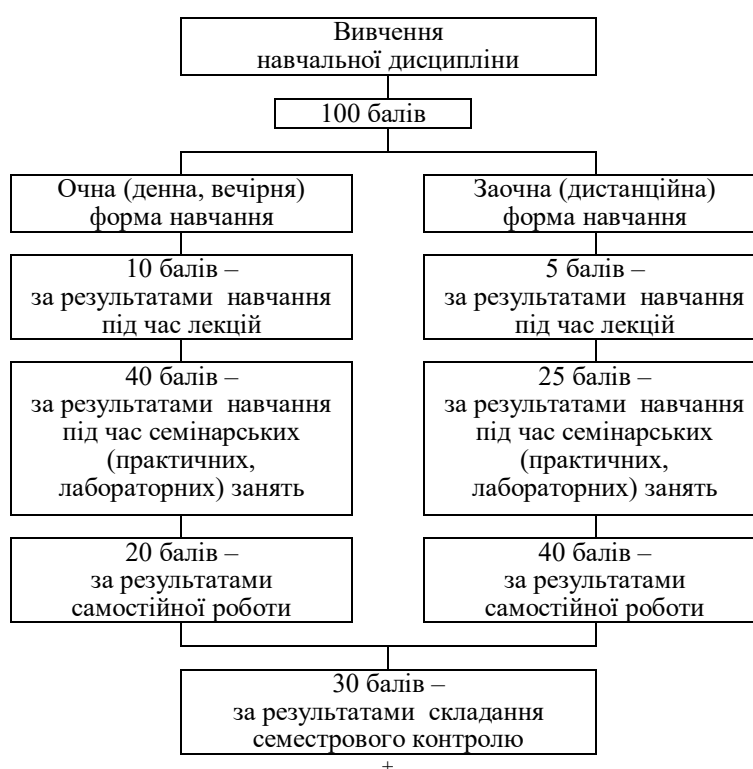 Вивчення
навчальної дисципліни
100 балів
Очна (денна, вечірня)
форма навчання
10 балів –
за результатами навчання
під час лекцій
40 балів –
за результатами навчання
під час семінарських
(практичних,
лабораторних) занять
20 балів –
за результатами
самостійної роботи
Заочна (дистанційна)
форма навчання
5 балів –
за результатами навчання
під час лекцій
25 балів –
за результатами навчання
під час семінарських
(практичних,
лабораторних) занять
40 балів –
за результатами
самостійної роботи
30 балів –
за результатами складання
семестрового контролю
+